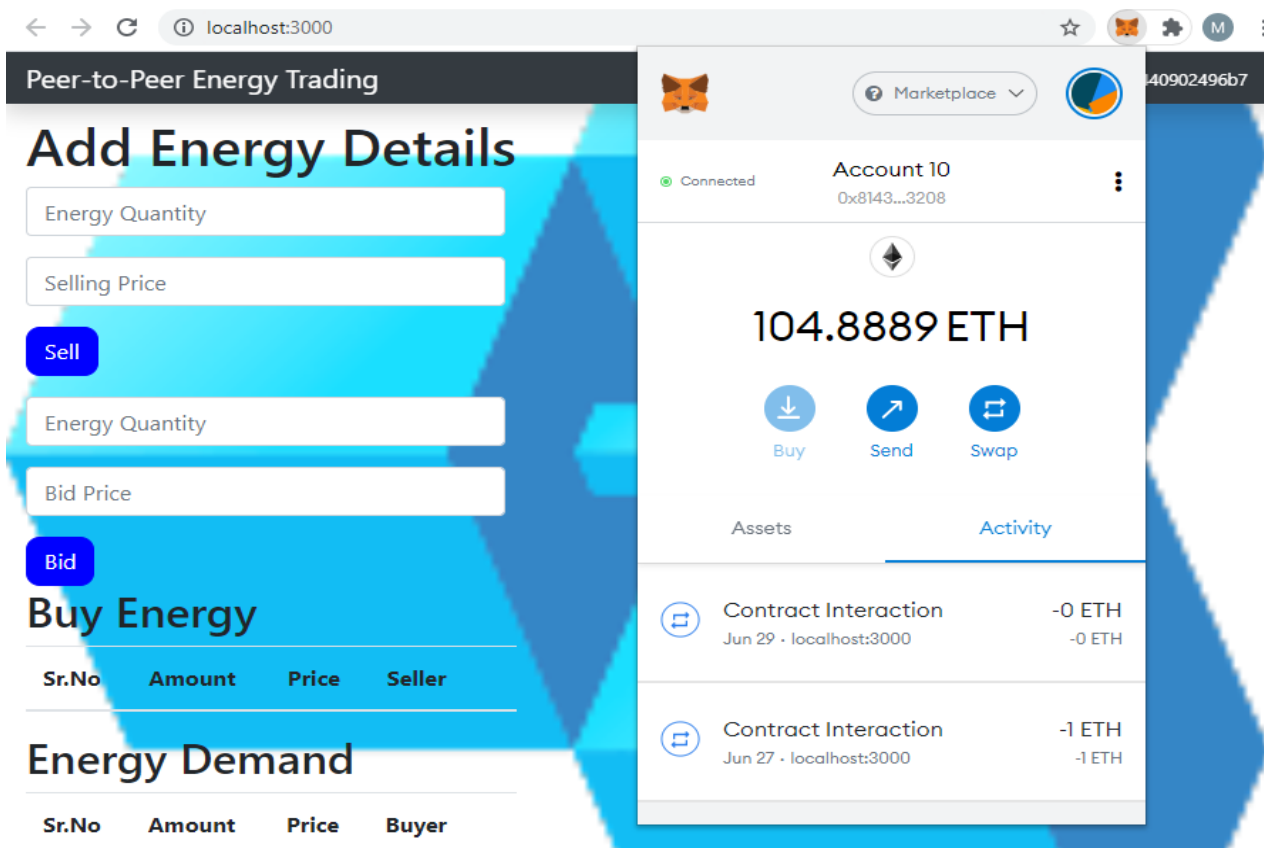 localhost:3000
M
Peer-to-Peer Energy Trading
40902496b7
Add Energy Details
Energy Quantity
Selling Price
Sell
Energy Quantity
Bid Price
Bid
Buy Energy
Sr.No Amount Price Seller
Energy Demand
Sr.No Amount Price Buyer
Marketplace
Connected
Account 10
0x8143...3208
104.8889 ETH
Buy Send Swap
Assets Activity
Contract Interaction -0 ETH
Jun 29 · localhost:3000 -0 ETH
Contract Interaction -1 ETH
Jun 27 · localhost:3000 -1 ETH